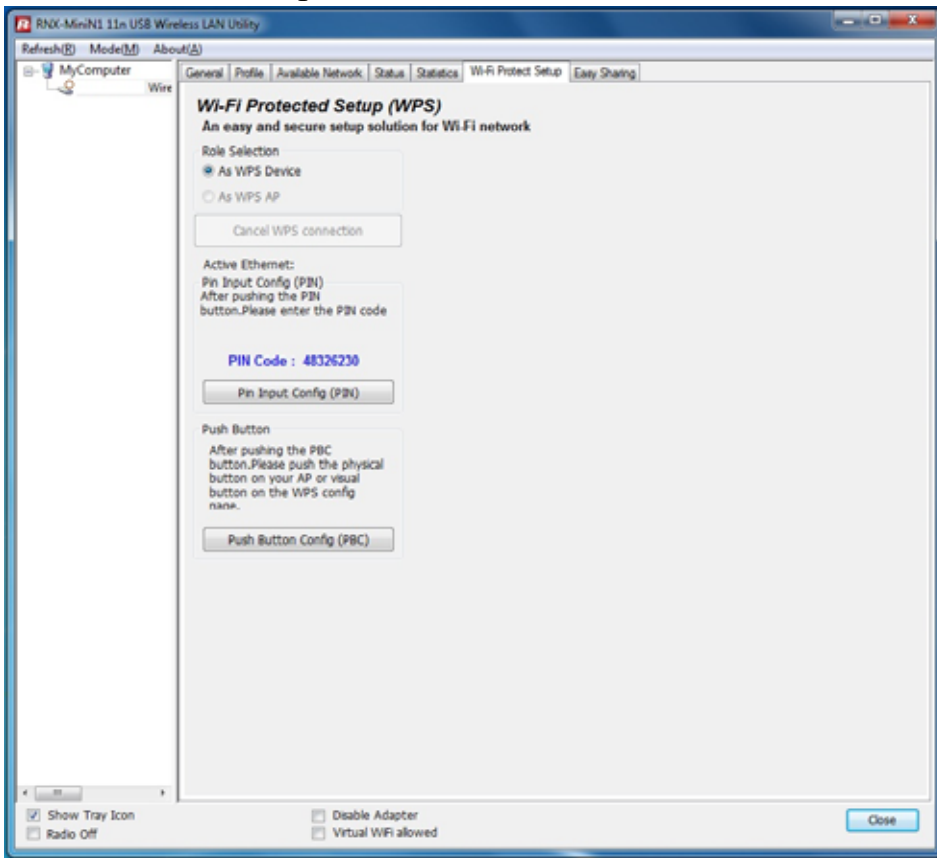 RNX-MiniN1 11n USB Wireless LAN Utility
Refresh(R) Mode(M) About(A)
MyComputer
Wire
General Profile Available Network Status Statistics Wi-Fi Protect Setup Easy Sharing
Wi-Fi Protected Setup (WPS)
An easy and secure setup solution for Wi-Fi network
Role Selection
As WPS Device
As WPS AP
Cancel WPS connection
Active Ethernet:
Pin Input Config (PIN)
After pushing the PIN
button.Please enter the PIN code
PIN Code : 48326230
Pin Input Config (PIN)
Push Button
After pushing the PBC
button.Please push the physical
button on your AP or visual
button on the WPS config
page.
Push Button Config (PBC)
Show Tray Icon
Radio Off
Disable Adapter
Virtual WiFi allowed
Close